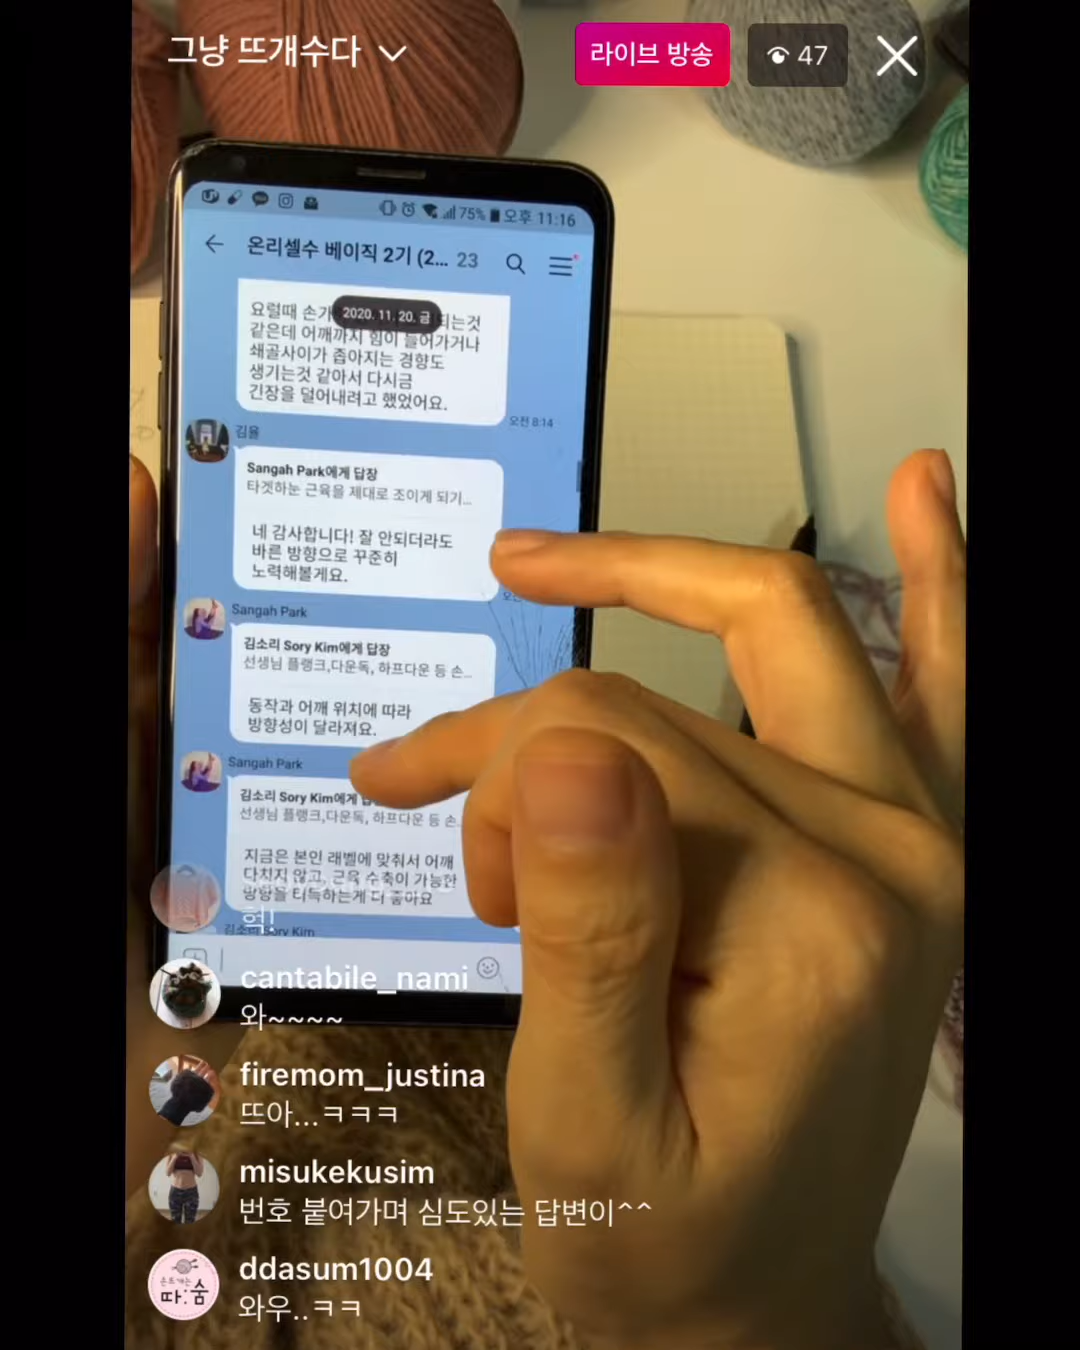 그냥 뜨개수다
라이브 방송
47
75% 오후 11:16
온리셀수 베이직 2기 (2... 23
2020. 11. 20. 금
요럴때 손가 되는것
같은데 어깨까지 힘이 들어가거나
쇄골사이가 좁아지는 경향도
생기는것 같아서 다시금
긴장을 덜어내려고 했었어요.
오전 8:14
김율
Sangah Park에게 답장
타겟하눈 근육을 제대로 조이게 되기...
네 감사합니다! 잘 안되더라도
바른 방향으로 꾸준히
노력해볼게요.
Sangah Park
김소리 Sory Kim에게 답장
선생님 플랭크,다운독, 하프다운 등 손...
동작과 어깨 위치에 따라
방향성이 달라져요.
Sangah Park
김소리 Sory Kim에게
선생님 플랭크,다운독, 하프다운 등 손..
지금은 본인 래벨에 맞춰서 어깨
다치지 않고, 근육 수축이 가능한
방향을 터득하는게 더 좋아요
김소리 Sory Kim
헉!
cantabile_nami
와~~~~
firemom_justina
뜨아...ㅋㅋㅋ
misukekusim
번호 붙여가며 심도있는 답변이^^
은뜨개는
따:숨
ddasum1004
와우..ㅋㅋ